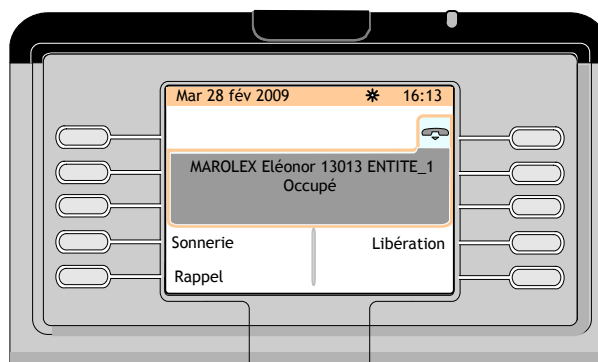 Mar 28 fév 2009 16:13
MAROLEX Eléonor 13013 ENTITE_1
Occupé
Sonnerie Libération
Rappel